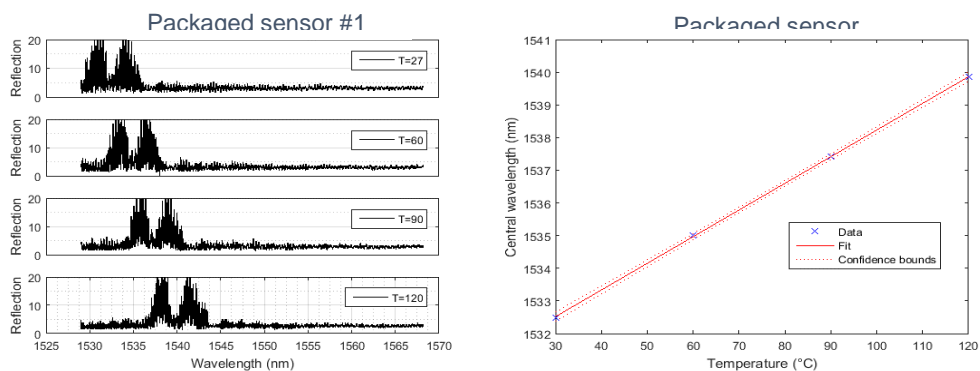 Packaged sensor #1
20
10
0
Reflection
T=27
20
10
0
Reflection
T=60
20
10
0
Reflection
T=90
20
10
0
Reflection
T=120
1525 1530 1535 1540 1545 1550 1555 1560 1565 1570
Wavelength (nm)
Packaged sensor
1541
1540
1539
1538
1537
1536
1535
1534
1533
1532
Central wavelength (nm)
Data
Fit
Confidence bounds
30 40 50 60 70 80 90 100 110 120
Temperature (°C)